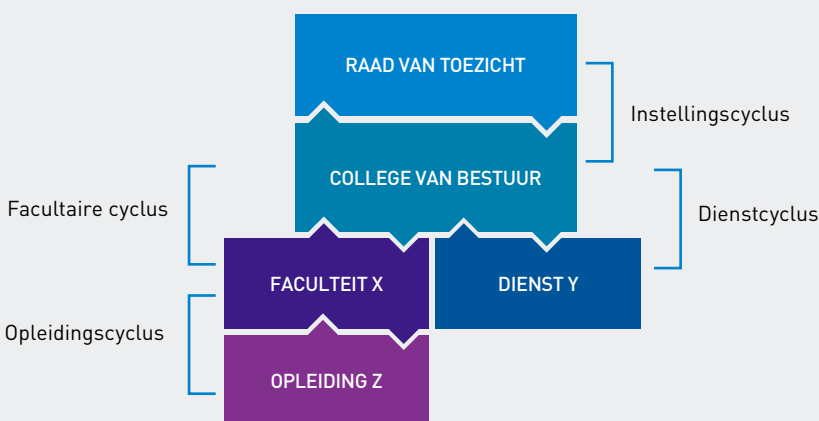 RAAD VAN TOEZICHT
Instellingscyclus
COLLEGE VAN BESTUUR
Facultaire cyclus
Dienstcyclus
FACULTEIT X
DIENST Y
Opleidingscyclus
OPLEIDING Z